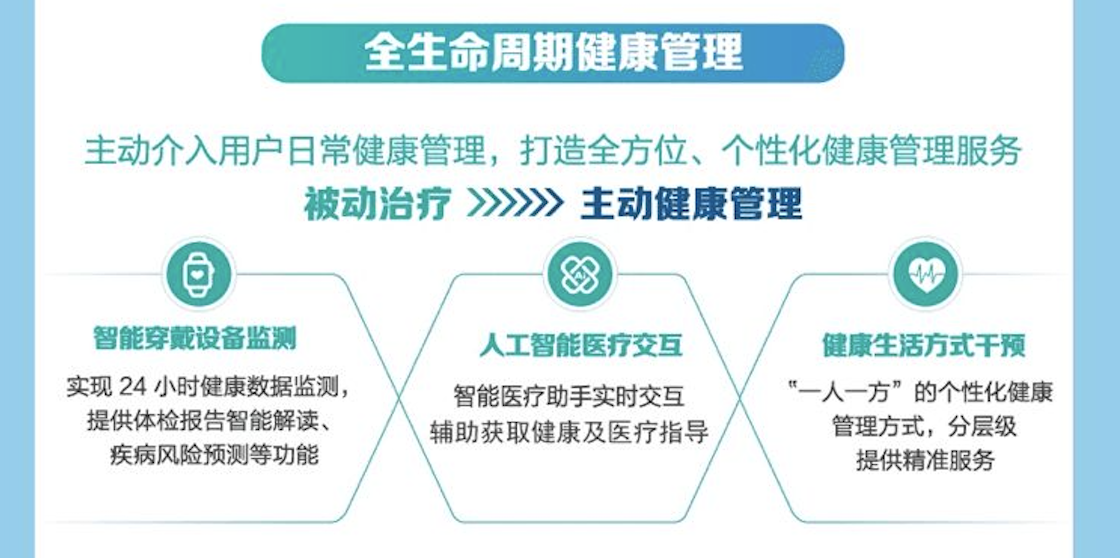 全生命周期健康管理
主动介入用户日常健康管理，打造全方位、个性化健康管理服务
被动治疗 主动健康管理
智能穿戴设备监测
实现 24 小时健康数据监测，
提供体检报告智能解读、
疾病风险预测等功能
Ai
人工智能医疗交互
智能医疗助手实时交互
辅助获取健康及医疗指导
健康生活方式干预
“一人一方”的个性化健康
管理方式，分层级
提供精准服务